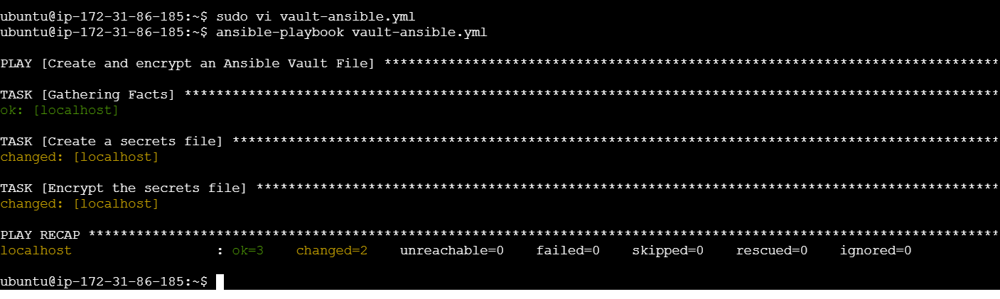 ubuntu@ip-172-31-86-185:~$ sudo vi vault-ansible.yml
ubuntu@ip-172-31-86-185:~$ ansible-playbook vault-ansible.yml
PLAY [Create and encrypt an Ansible Vault File] *****************************************************************************
TASK [Gathering Facts] ******************************************************************************************************
ok: [localhost]
TASK [Create a secrets file] ************************************************************************************************
changed: [localhost]
TASK [Encrypt the secrets file] *********************************************************************************************
changed: [localhost]
PLAY RECAP ******************************************************************************************************************
localhost                  : ok=3    changed=2    unreachable=0    failed=0    skipped=0    rescued=0    ignored=0
ubuntu@ip-172-31-86-185:~$